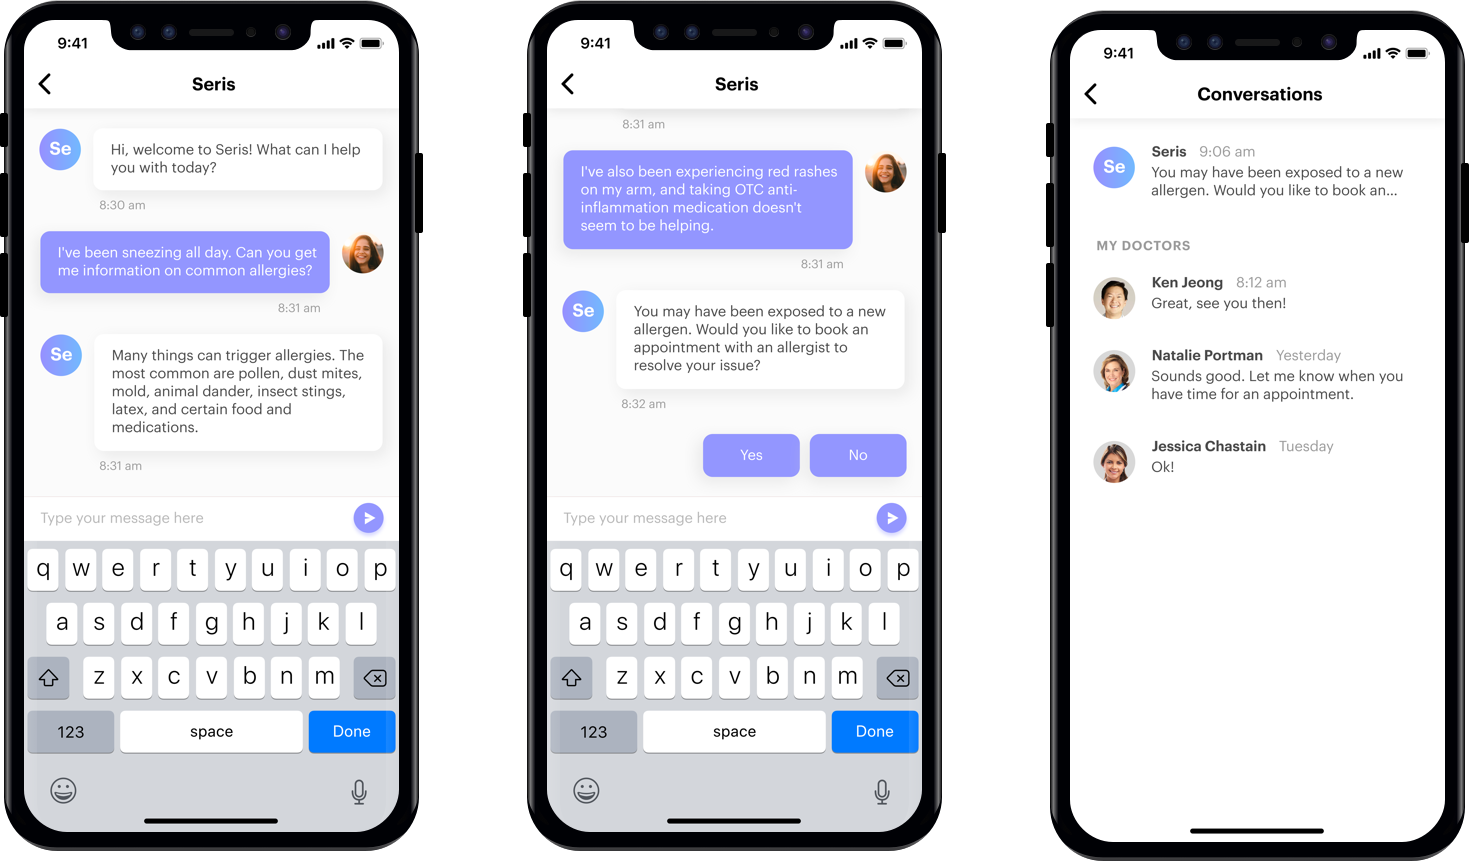 9:41
Seris
Se
Hi, welcome to Seris! What can I help
you with today?
8:30 am
I've been sneezing all day. Can you get
me information on common allergies?
8:31 am
Se
Many things can trigger allergies. The
most common are pollen, dust mites,
mold, animal dander, insect stings,
latex, and certain food and
medications.
8:31 am
Type your message here
q w e r t y u i o p
a s d f g h j k l
z x c v b n m
123 space Done
9:41
Seris
8:31 am
I've also been experiencing red rashes
on my arm, and taking OTC anti-
inflammation medication doesn't
seem to be helping.
8:31 am
Se
You may have been exposed to a new
allergen. Would you like to book an
appointment with an allergist to
resolve your issue?
8:32 am
Yes No
Type your message here
q w e r t y u i o p
a s d f g h j k l
z x c v b n m
123 space Done
9:41
Conversations
Se
Seris 9:06 am
You may have been exposed to a new
allergen. Would you like to book an...
MY DOCTORS
Ken Jeong 8:12 am
Great, see you then!
Natalie Portman Yesterday
Sounds good. Let me know when you
have time for an appointment.
Jessica Chastain Tuesday
Ok!